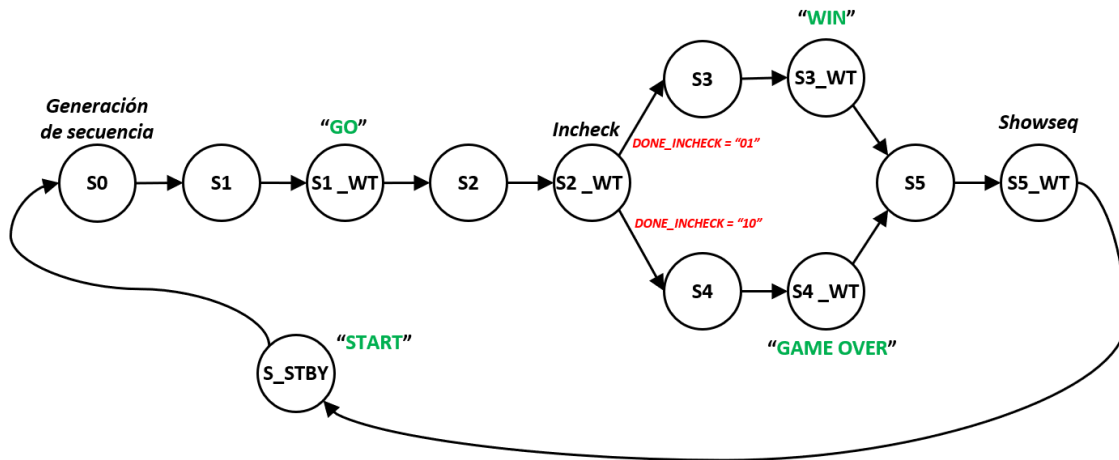 “WIN”
S3
S3_WT
Generación
de secuencia
“GO”
Incheck
DONE_INCHECK = “01”
Showseq
S0
S1
S1 _WT
S2
S2 _WT
S5
S5_WT
DONE_INCHECK = “10”
S4
S4 _WT
“START”
“GAME OVER”
S_STBY